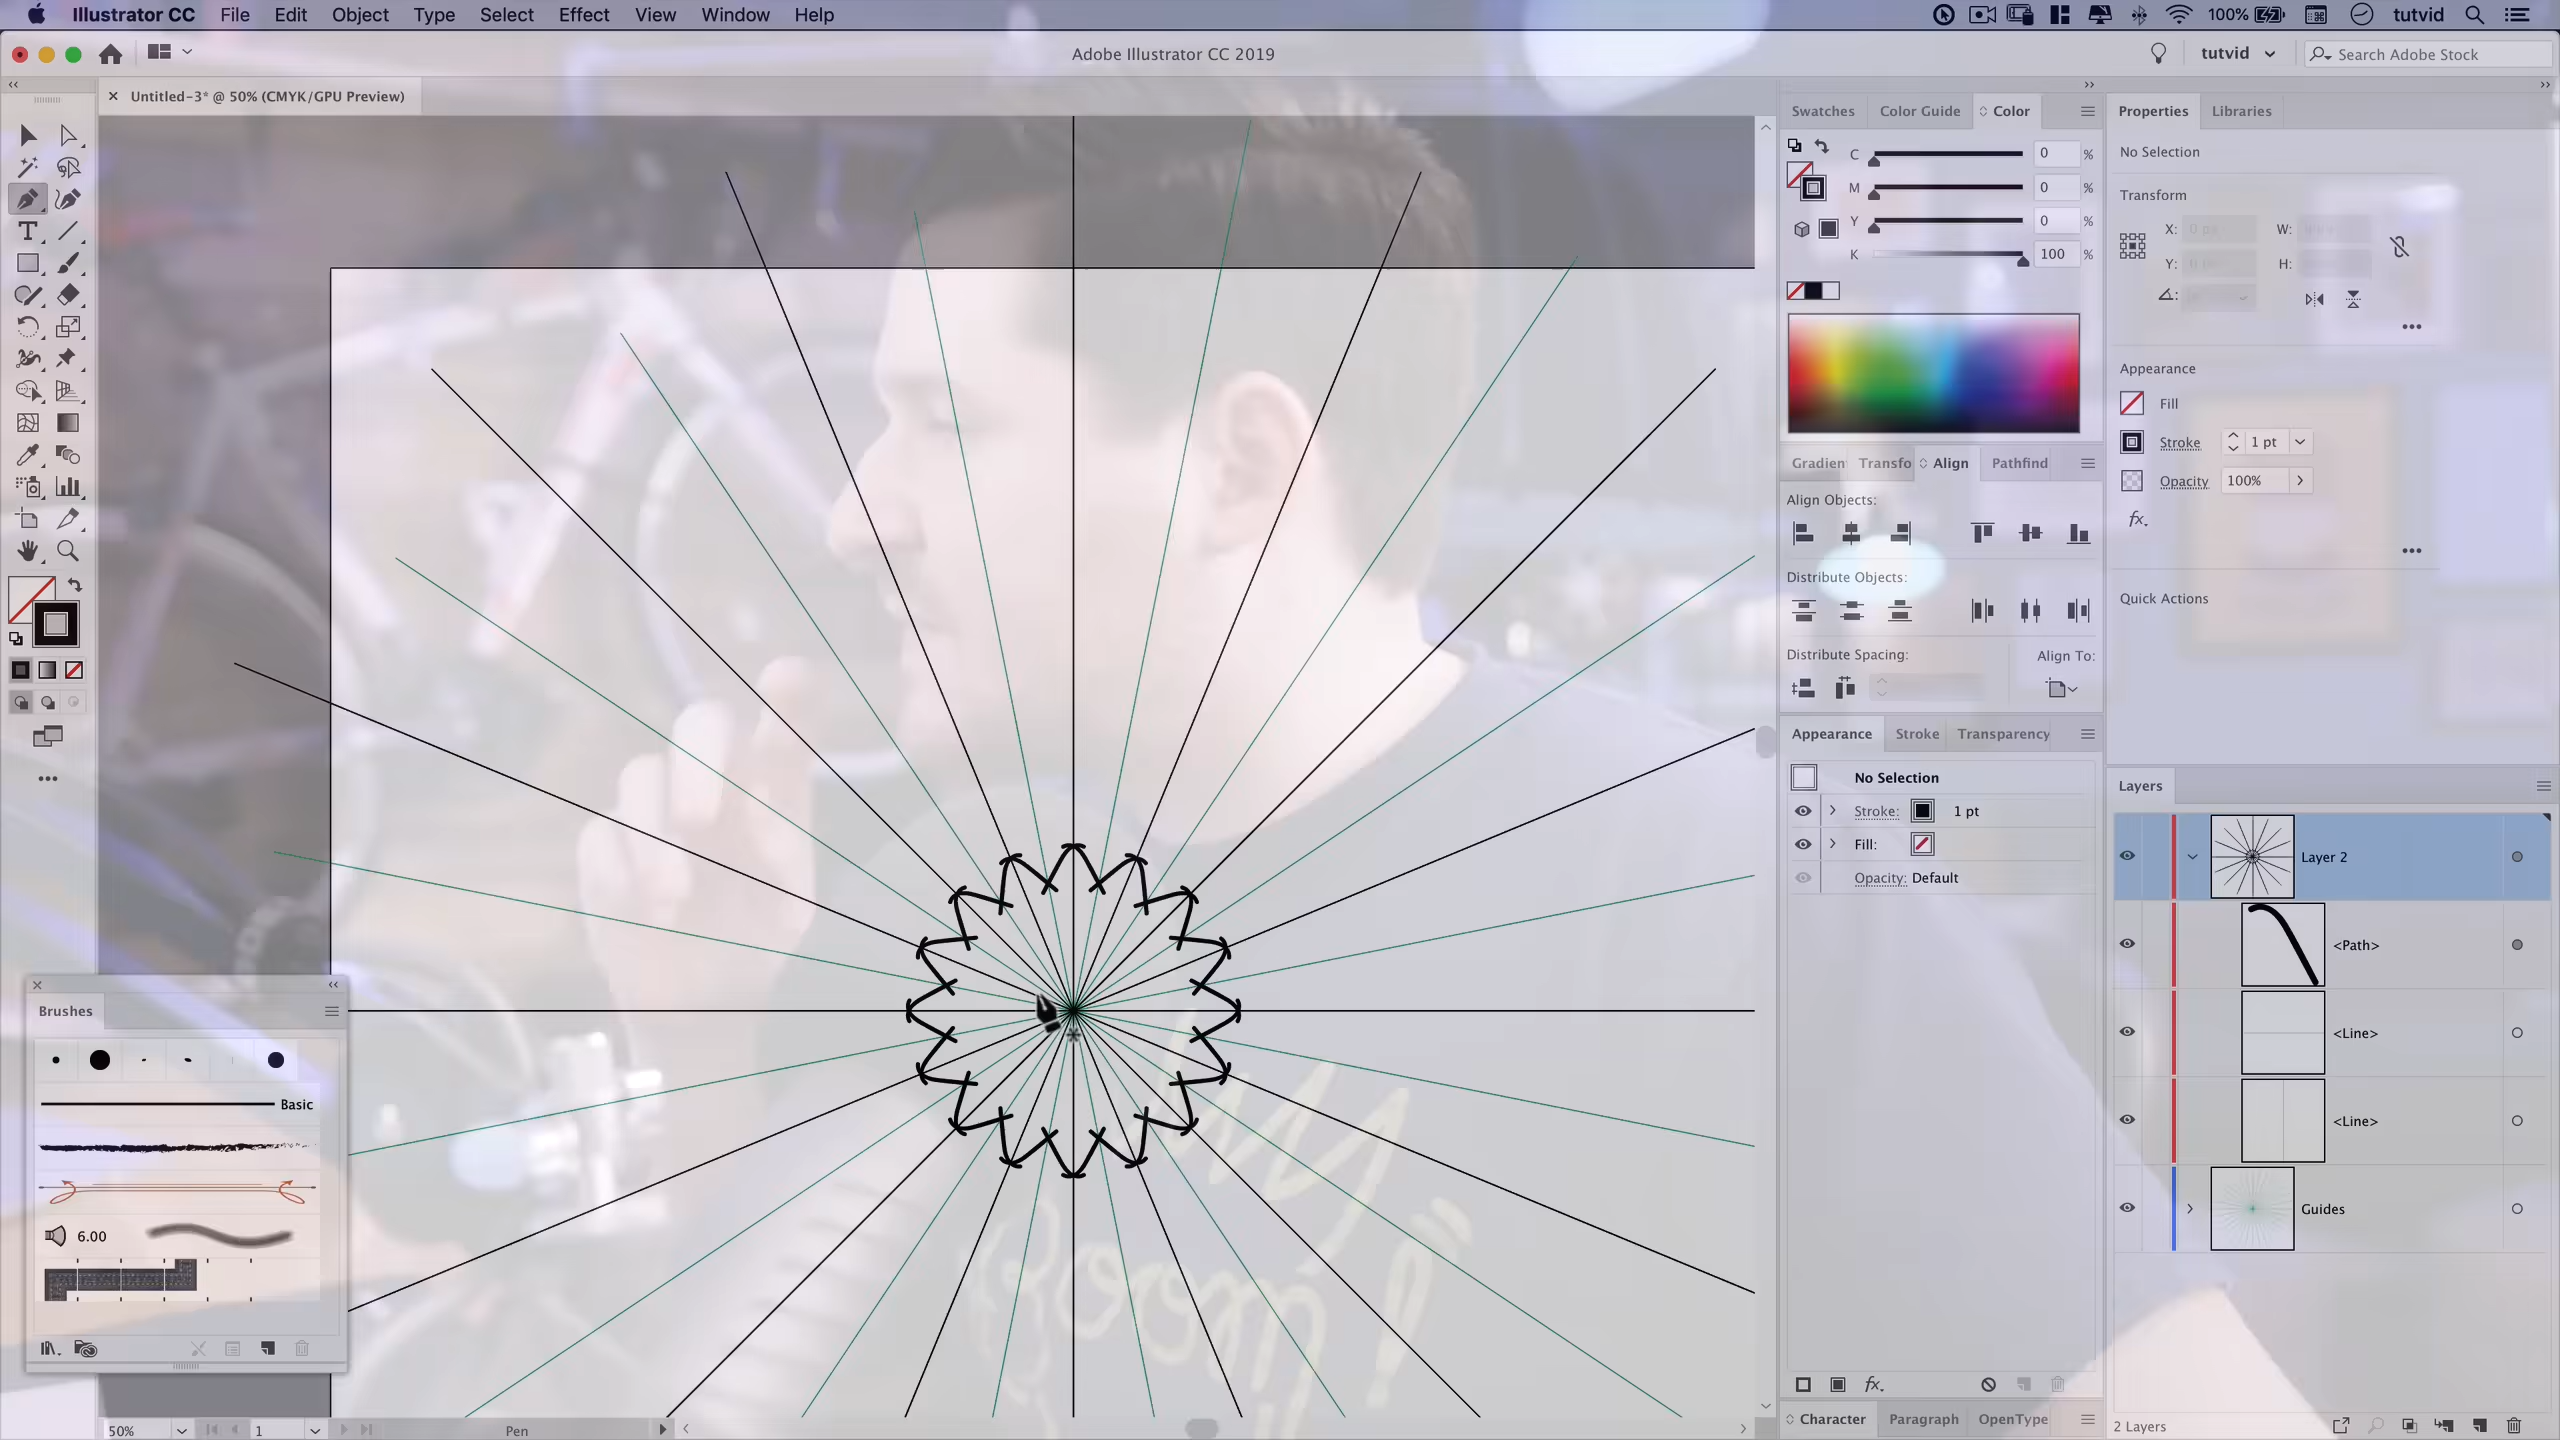 Illustrator CC File Edit Object Type Select Effect View Window Help 100% tutvid
Adobe Illustrator CC 2019 tutvid Search Adobe Stock
Untitled-3* @ 50% (CMYK/GPU Preview)
Swatches Color Guide Color
C 0 %
M 0 %
Y 0 %
K 100 %
Gradien Transfo Align Pathfind
Align Objects:
Distribute Objects:
Distribute Spacing: Align To:
Appearance Stroke Transparency
No Selection
Stroke: 1 pt
Fill:
Opacity: Default
Character Paragraph OpenType
Properties Libraries
No Selection
Transform
X: W:
Y: H:
Appearance
Fill
Stroke 1 pt
Opacity 100%
fx.
Quick Actions
Layers
Layer 2
<Path>
<Line>
<Line>
Guides
2 Layers
Brushes
Basic
6.00
Boom!
50% 1 Pen